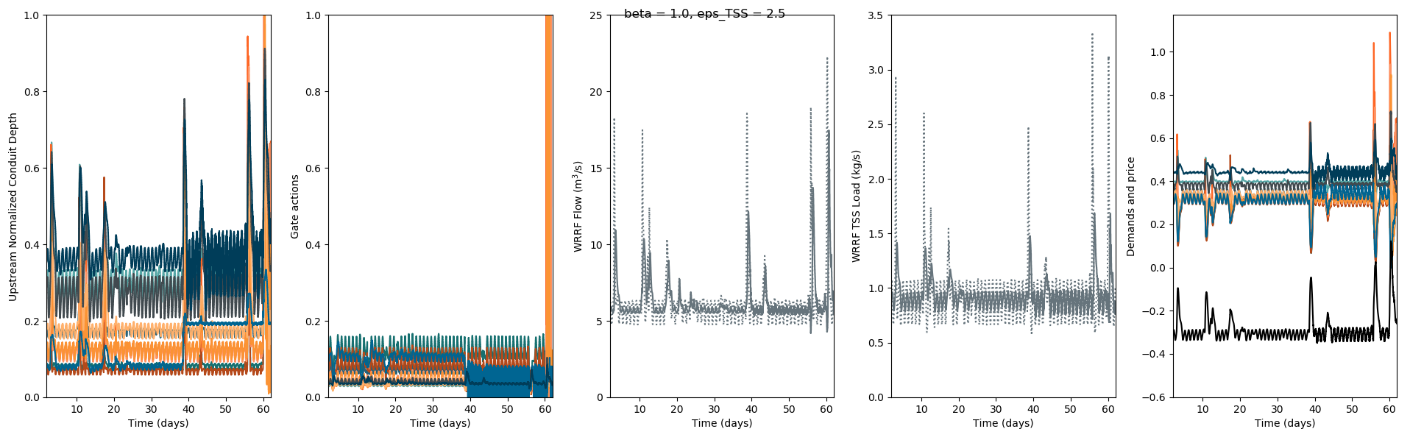 beta = 1.0, eps_TSS = 2.5
Upstream Normalized Conduit Depth
1.0
0.8
0.6
0.4
0.2
0.0
10 20 30 40 50 60
Time (days)
Gate actions
1.0
0.8
0.6
0.4
0.2
0.0
10 20 30 40 50 60
Time (days)
WRRF Flow (m³/s)
25
20
15
10
5
0
10 20 30 40 50 60
Time (days)
WRRF TSS Load (kg/s)
3.5
3.0
2.5
2.0
1.5
1.0
0.5
0.0
10 20 30 40 50 60
Time (days)
Demands and price
1.0
0.8
0.6
0.4
0.2
0.0
−0.2
−0.4
−0.6
10 20 30 40 50 60
Time (days)